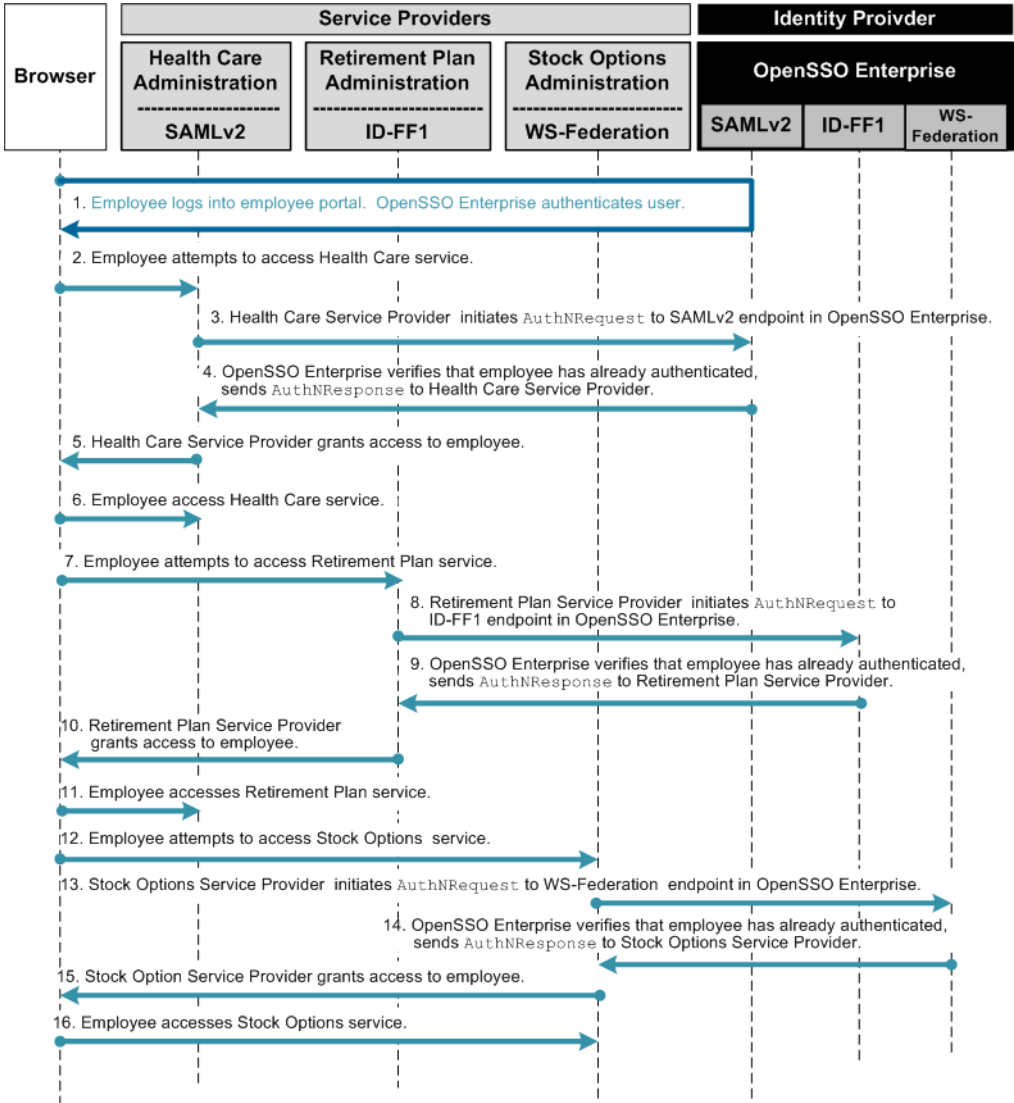 Service Providers
Identity Proivder
Browser
Health Care
Administration
SAMLv2
Retirement Plan
Administration
ID-FF1
Stock Options
Administration
WS-Federation
OpenSSO Enterprise
SAMLv2
ID-FF1
WS-
Federation
1. Employee logs into employee portal. OpenSSO Enterprise authenticates user.
2. Employee attempts to access Health Care service.
3. Health Care Service Provider initiates AuthNRequest to SAMLv2 endpoint in OpenSSO Enterprise.
4. OpenSSO Enterprise verifies that employee has already authenticated,
sends AuthNResponse to Health Care Service Provider.
5. Health Care Service Provider grants access to employee.
6. Employee access Health Care service.
7. Employee attempts to access Retirement Plan service.
8. Retirement Plan Service Provider initiates AuthNRequest to
ID-FF1 endpoint in OpenSSO Enterprise.
9. OpenSSO Enterprise verifies that employee has already authenticated,
sends AuthNResponse to Retirement Plan Service Provider.
10. Retirement Plan Service Provider
grants access to employee.
11. Employee accesses Retirement Plan service.
12. Employee attempts to access Stock Options service.
13. Stock Options Service Provider initiates AuthNRequest to WS-Federation endpoint in OpenSSO Enterprise.
14. OpenSSO Enterprise verifies that employee has already authenticated,
sends AuthNResponse to Stock Options Service Provider.
15. Stock Option Service Provider grants access to employee.
16. Employee accesses Stock Options service.